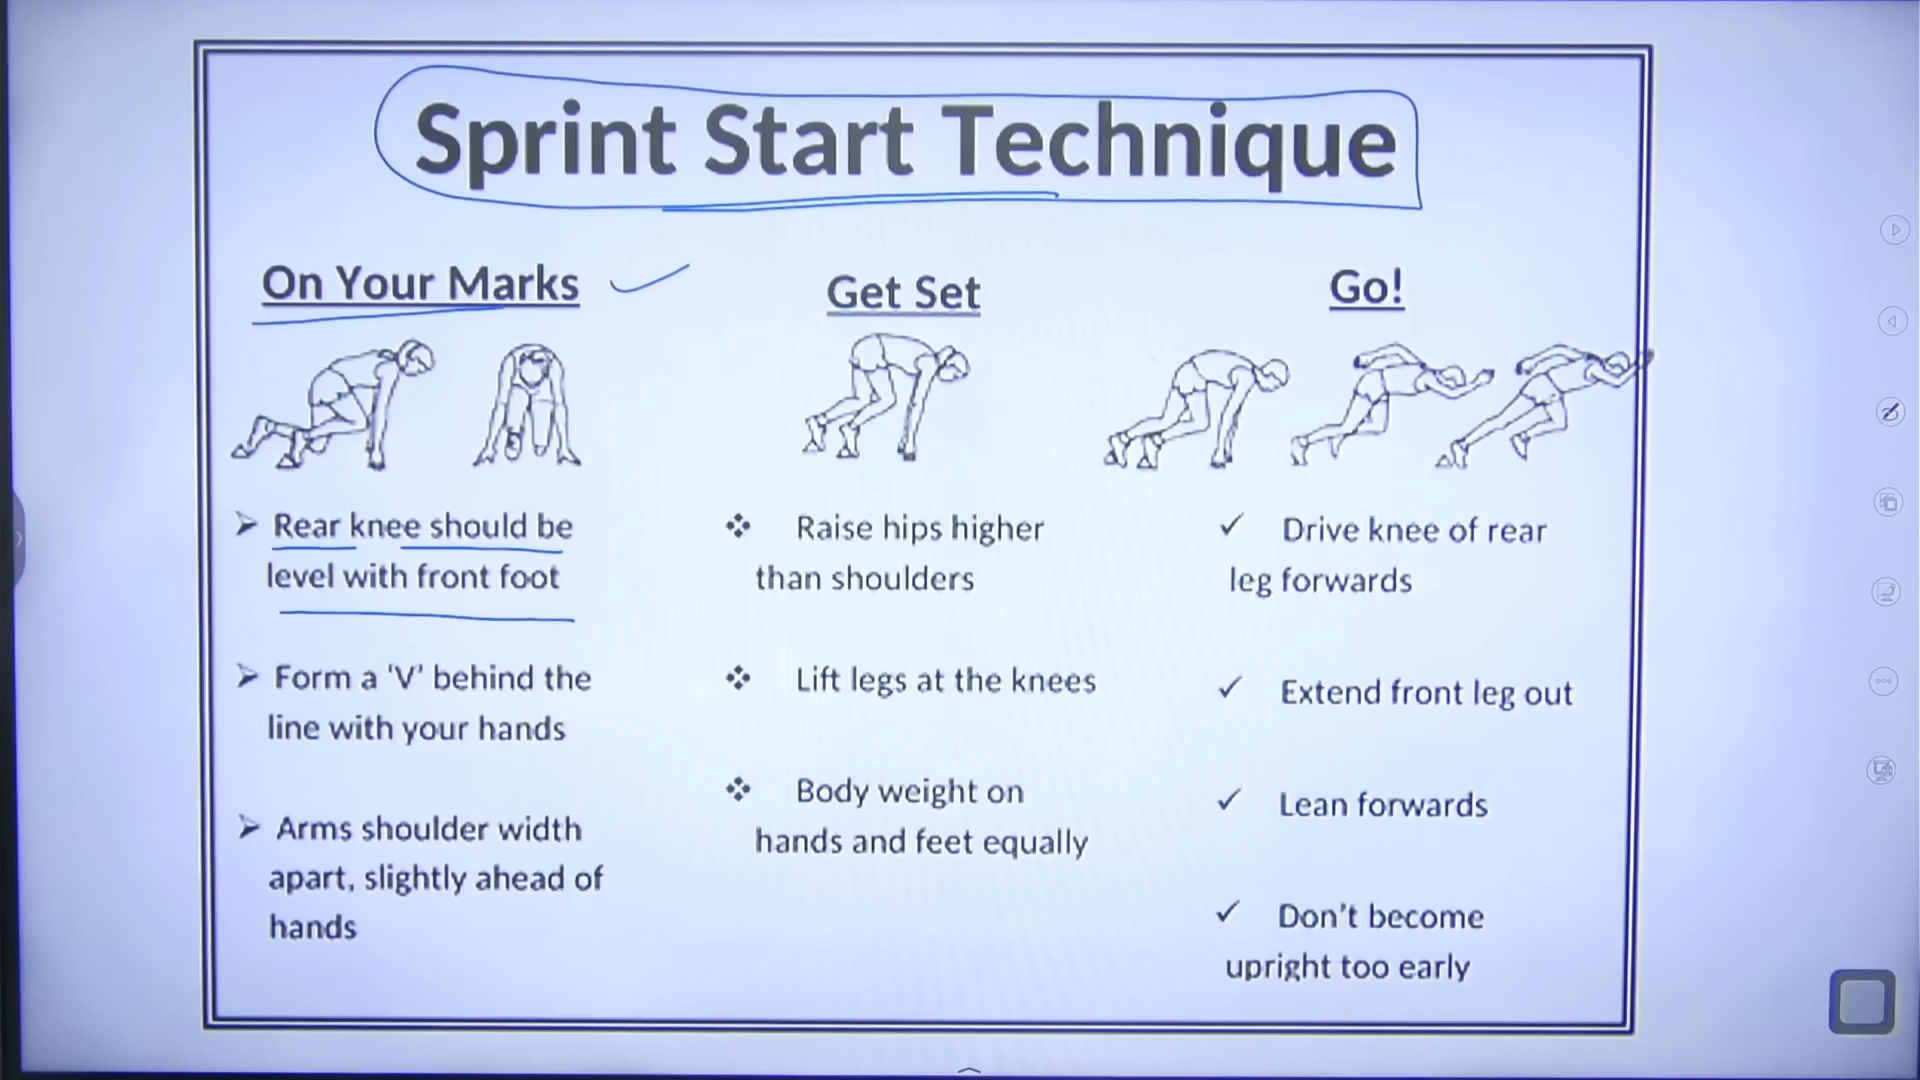 Sprint Start Technique
On Your Marks
Rear knee should be
level with front foot
Form a 'V' behind the
line with your hands
Arms shoulder width
apart, slightly ahead of
hands
Get Set
Raise hips higher
than shoulders
Lift legs at the knees
Body weight on
hands and feet equally
Go!
Drive knee of rear
leg forwards
Extend front leg out
Lean forwards
Don't become
upright too early